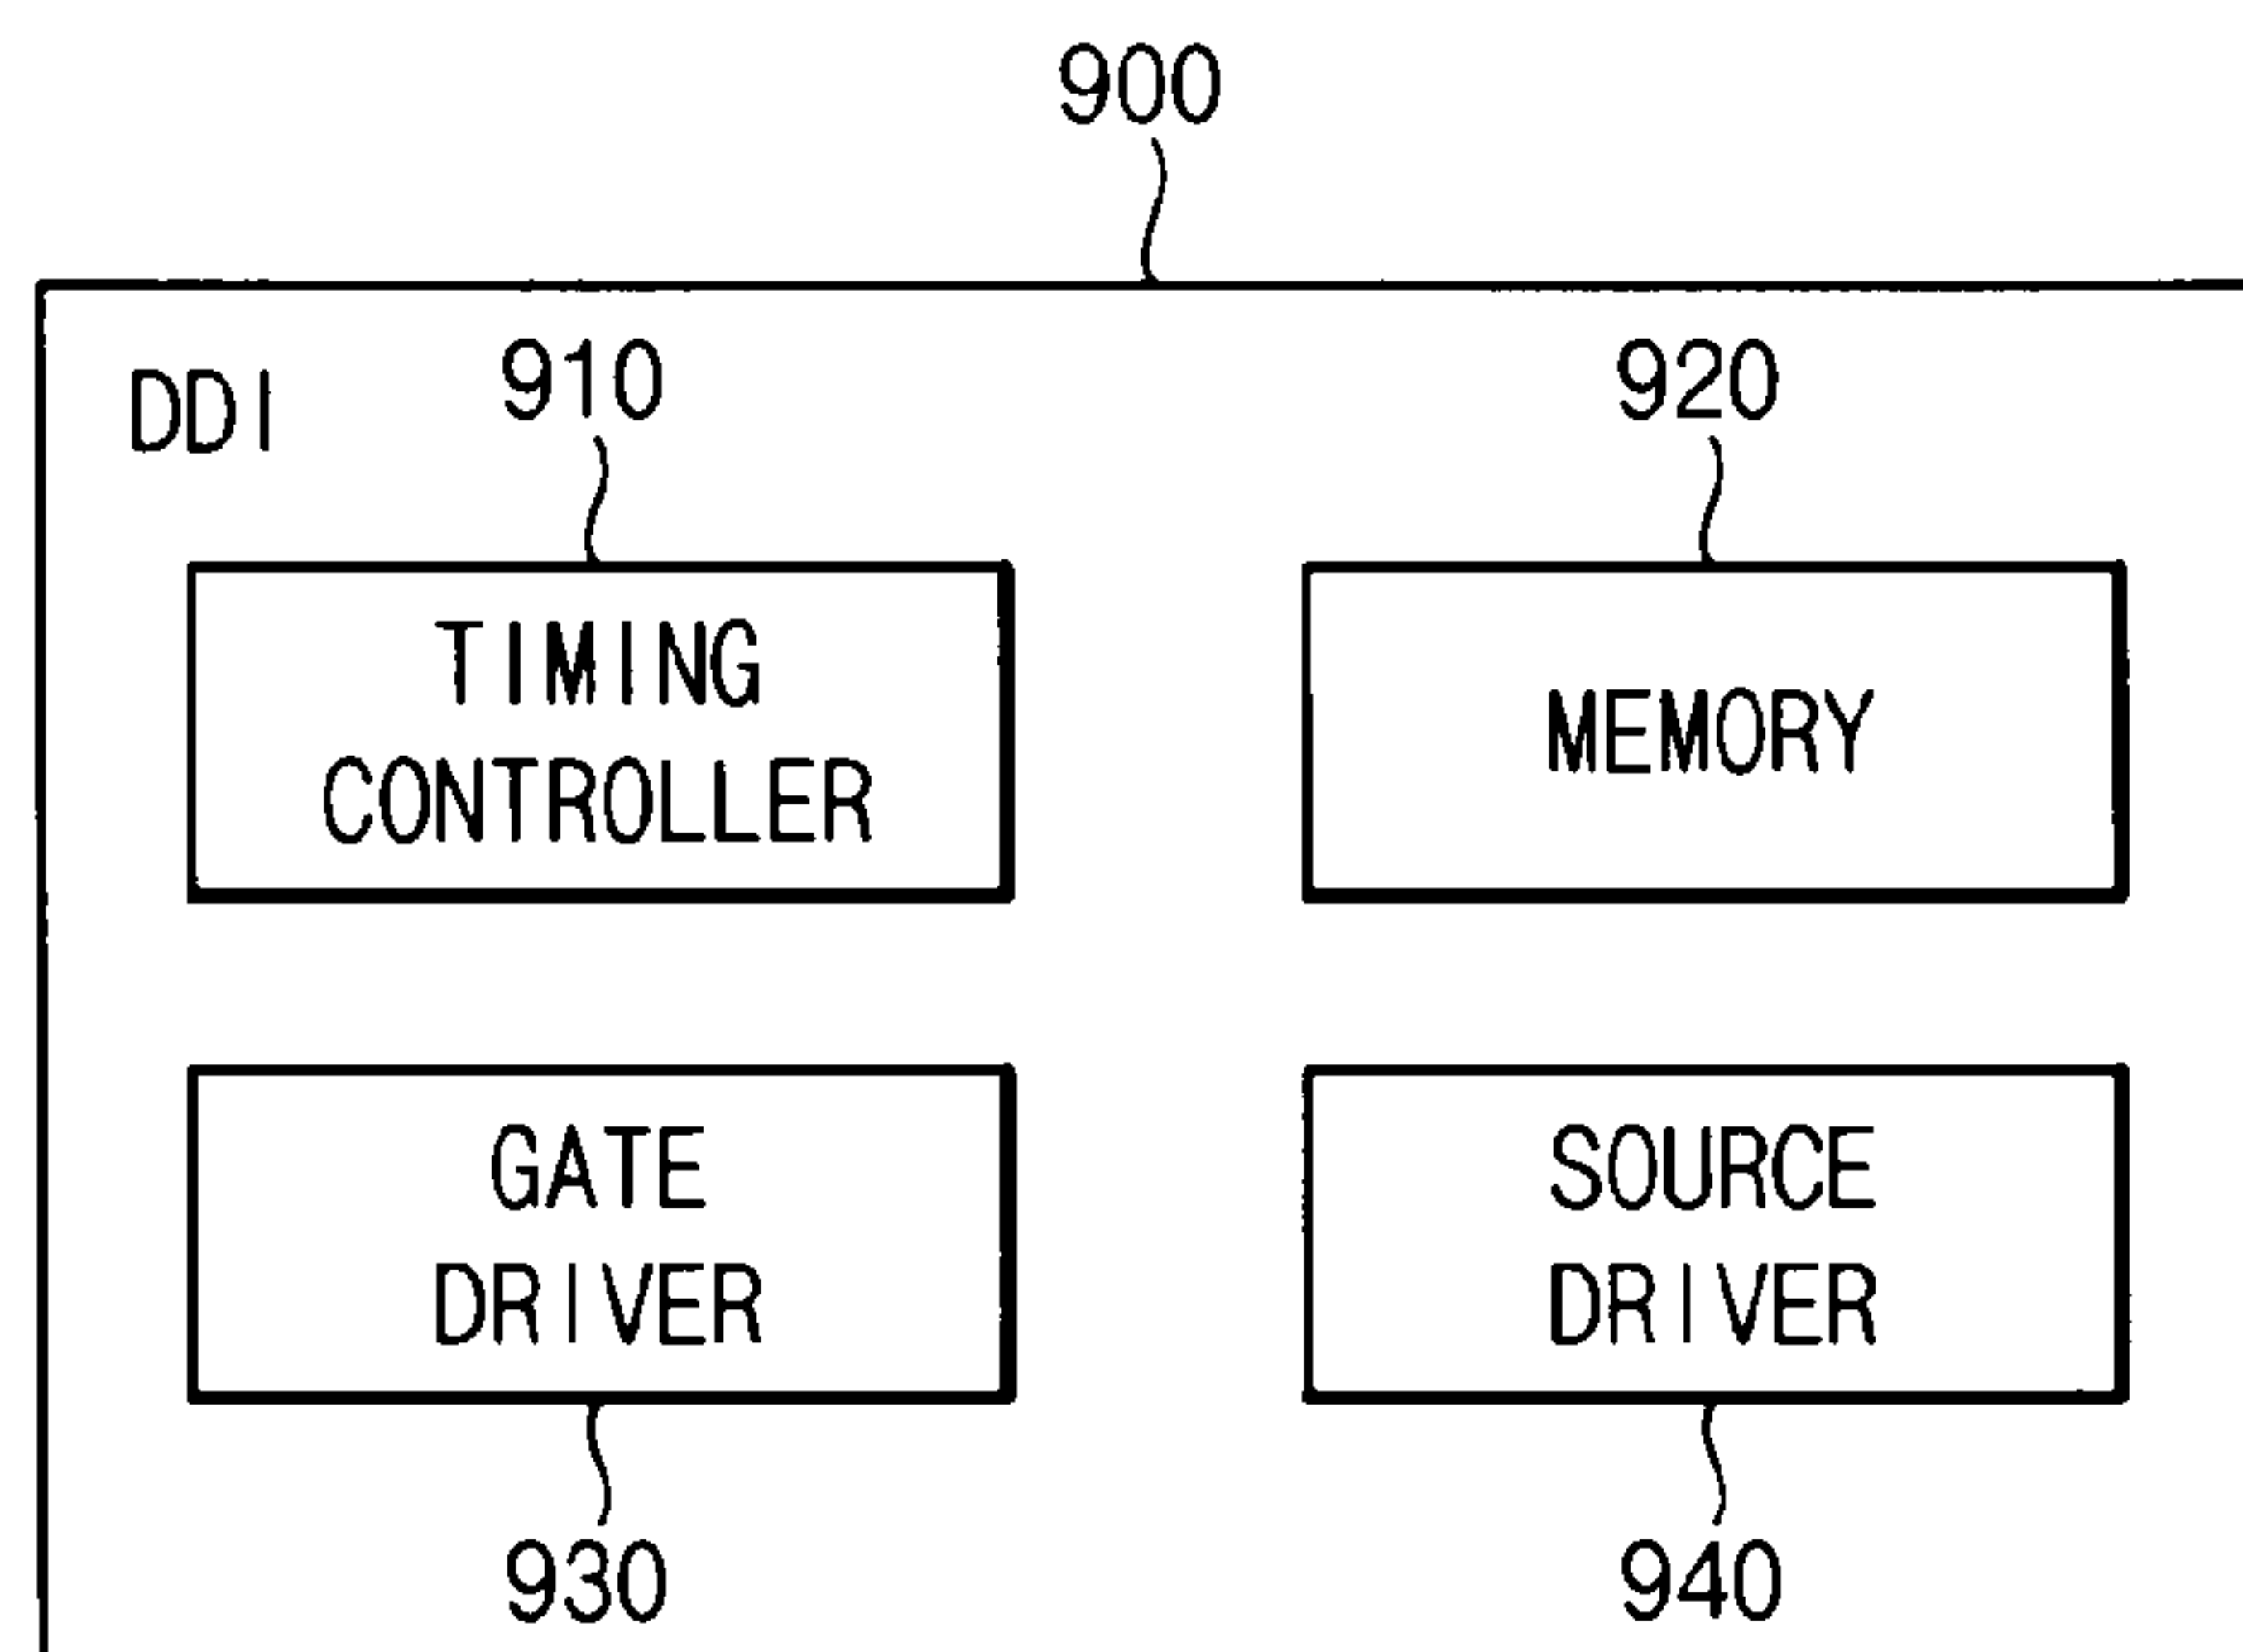 900
DDI
910
920
TIMING
CONTROLLER
MEMORY
GATE
DRIVER
SOURCE
DRIVER
930
940